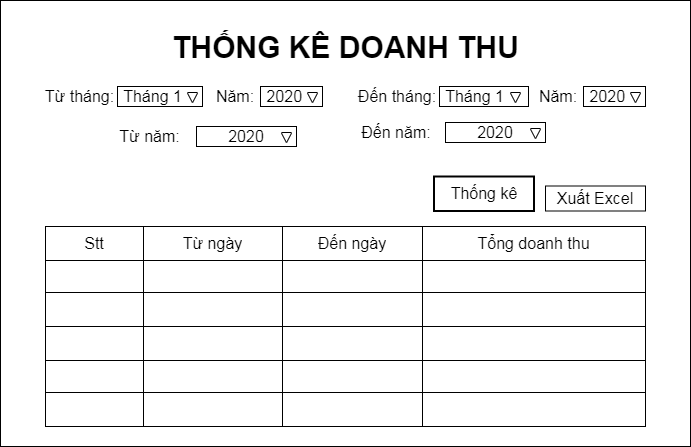 THỐNG KÊ DOANH THU
Từ tháng: Tháng 1 Năm: 2020 Đến tháng: Tháng 1 Năm: 2020
Từ năm: 2020 Đến năm: 2020
Thống kê Xuất Excel
Stt Từ ngày Đến ngày Tổng doanh thu